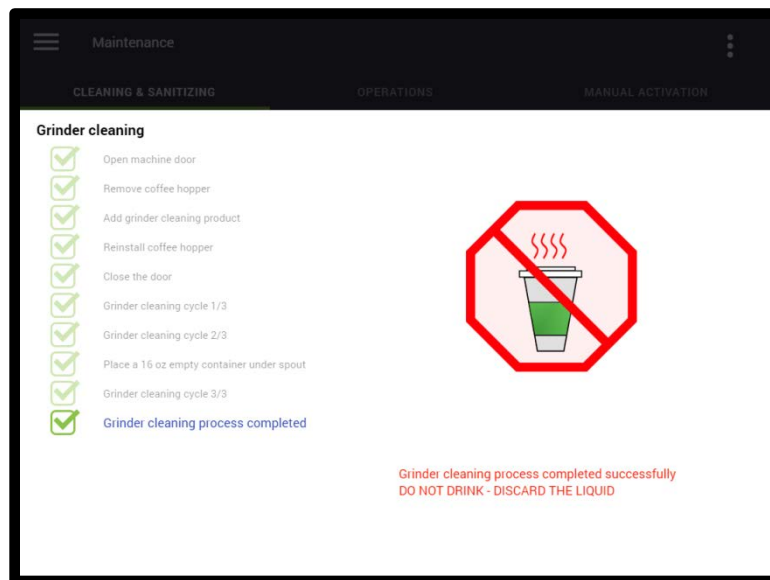 Maintenance
CLEANING & SANITIZING
OPERATIONS
MANUAL ACTIVATION
Grinder cleaning
Open machine door
Remove coffee hopper
Add grinder cleaning product
Reinstall coffee hopper
Close the door
Grinder cleaning cycle 1/3
Grinder cleaning cycle 2/3
Place a 16 oz empty container under spout
Grinder cleaning cycle 3/3
Grinder cleaning process completed
Grinder cleaning process completed successfully
DO NOT DRINK - DISCARD THE LIQUID